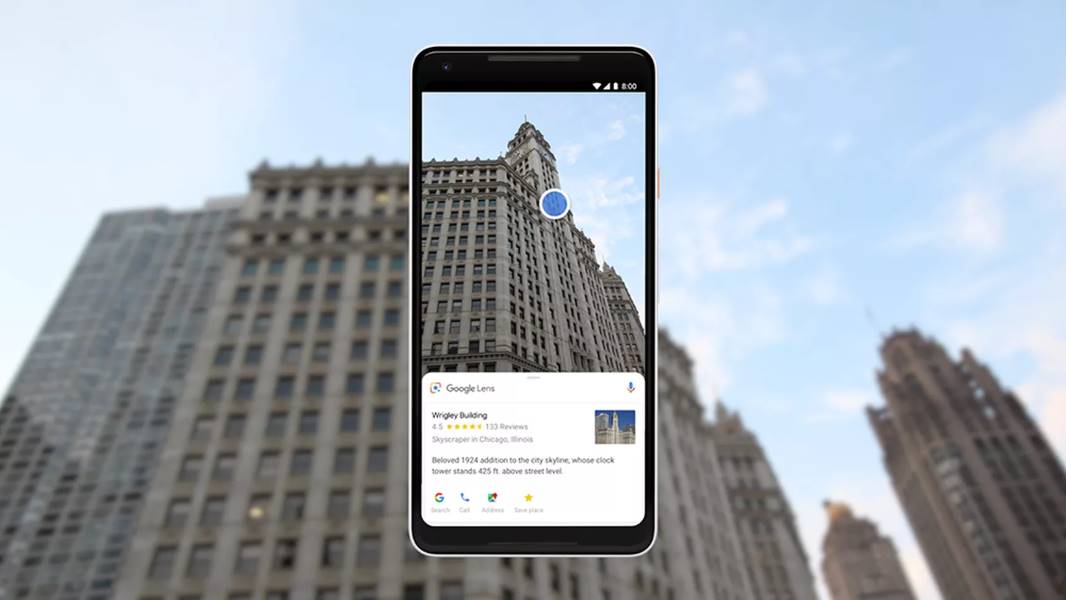 8:00
Google Lens
Wrigley Building
4.5 133 Reviews
Skyscraper in Chicago, Illinois
Beloved 1924 addition to the city skyline, whose clock
tower stands 425 ft. above street level.
Search Call Address Save place